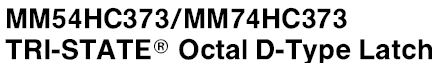 MM54HC373/MM74HC373
TRI-STATE® Octal D-Type Latch